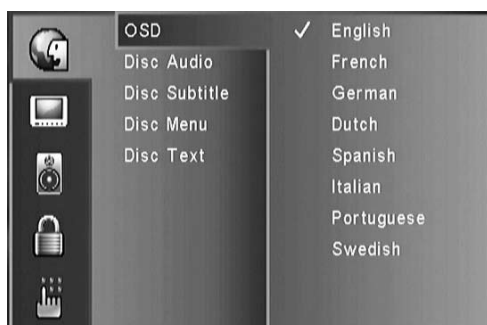 OSD
Disc Audio
Disc Subtitle
Disc Menu
Disc Text
✓ English
French
German
Dutch
Spanish
Italian
Portuguese
Swedish